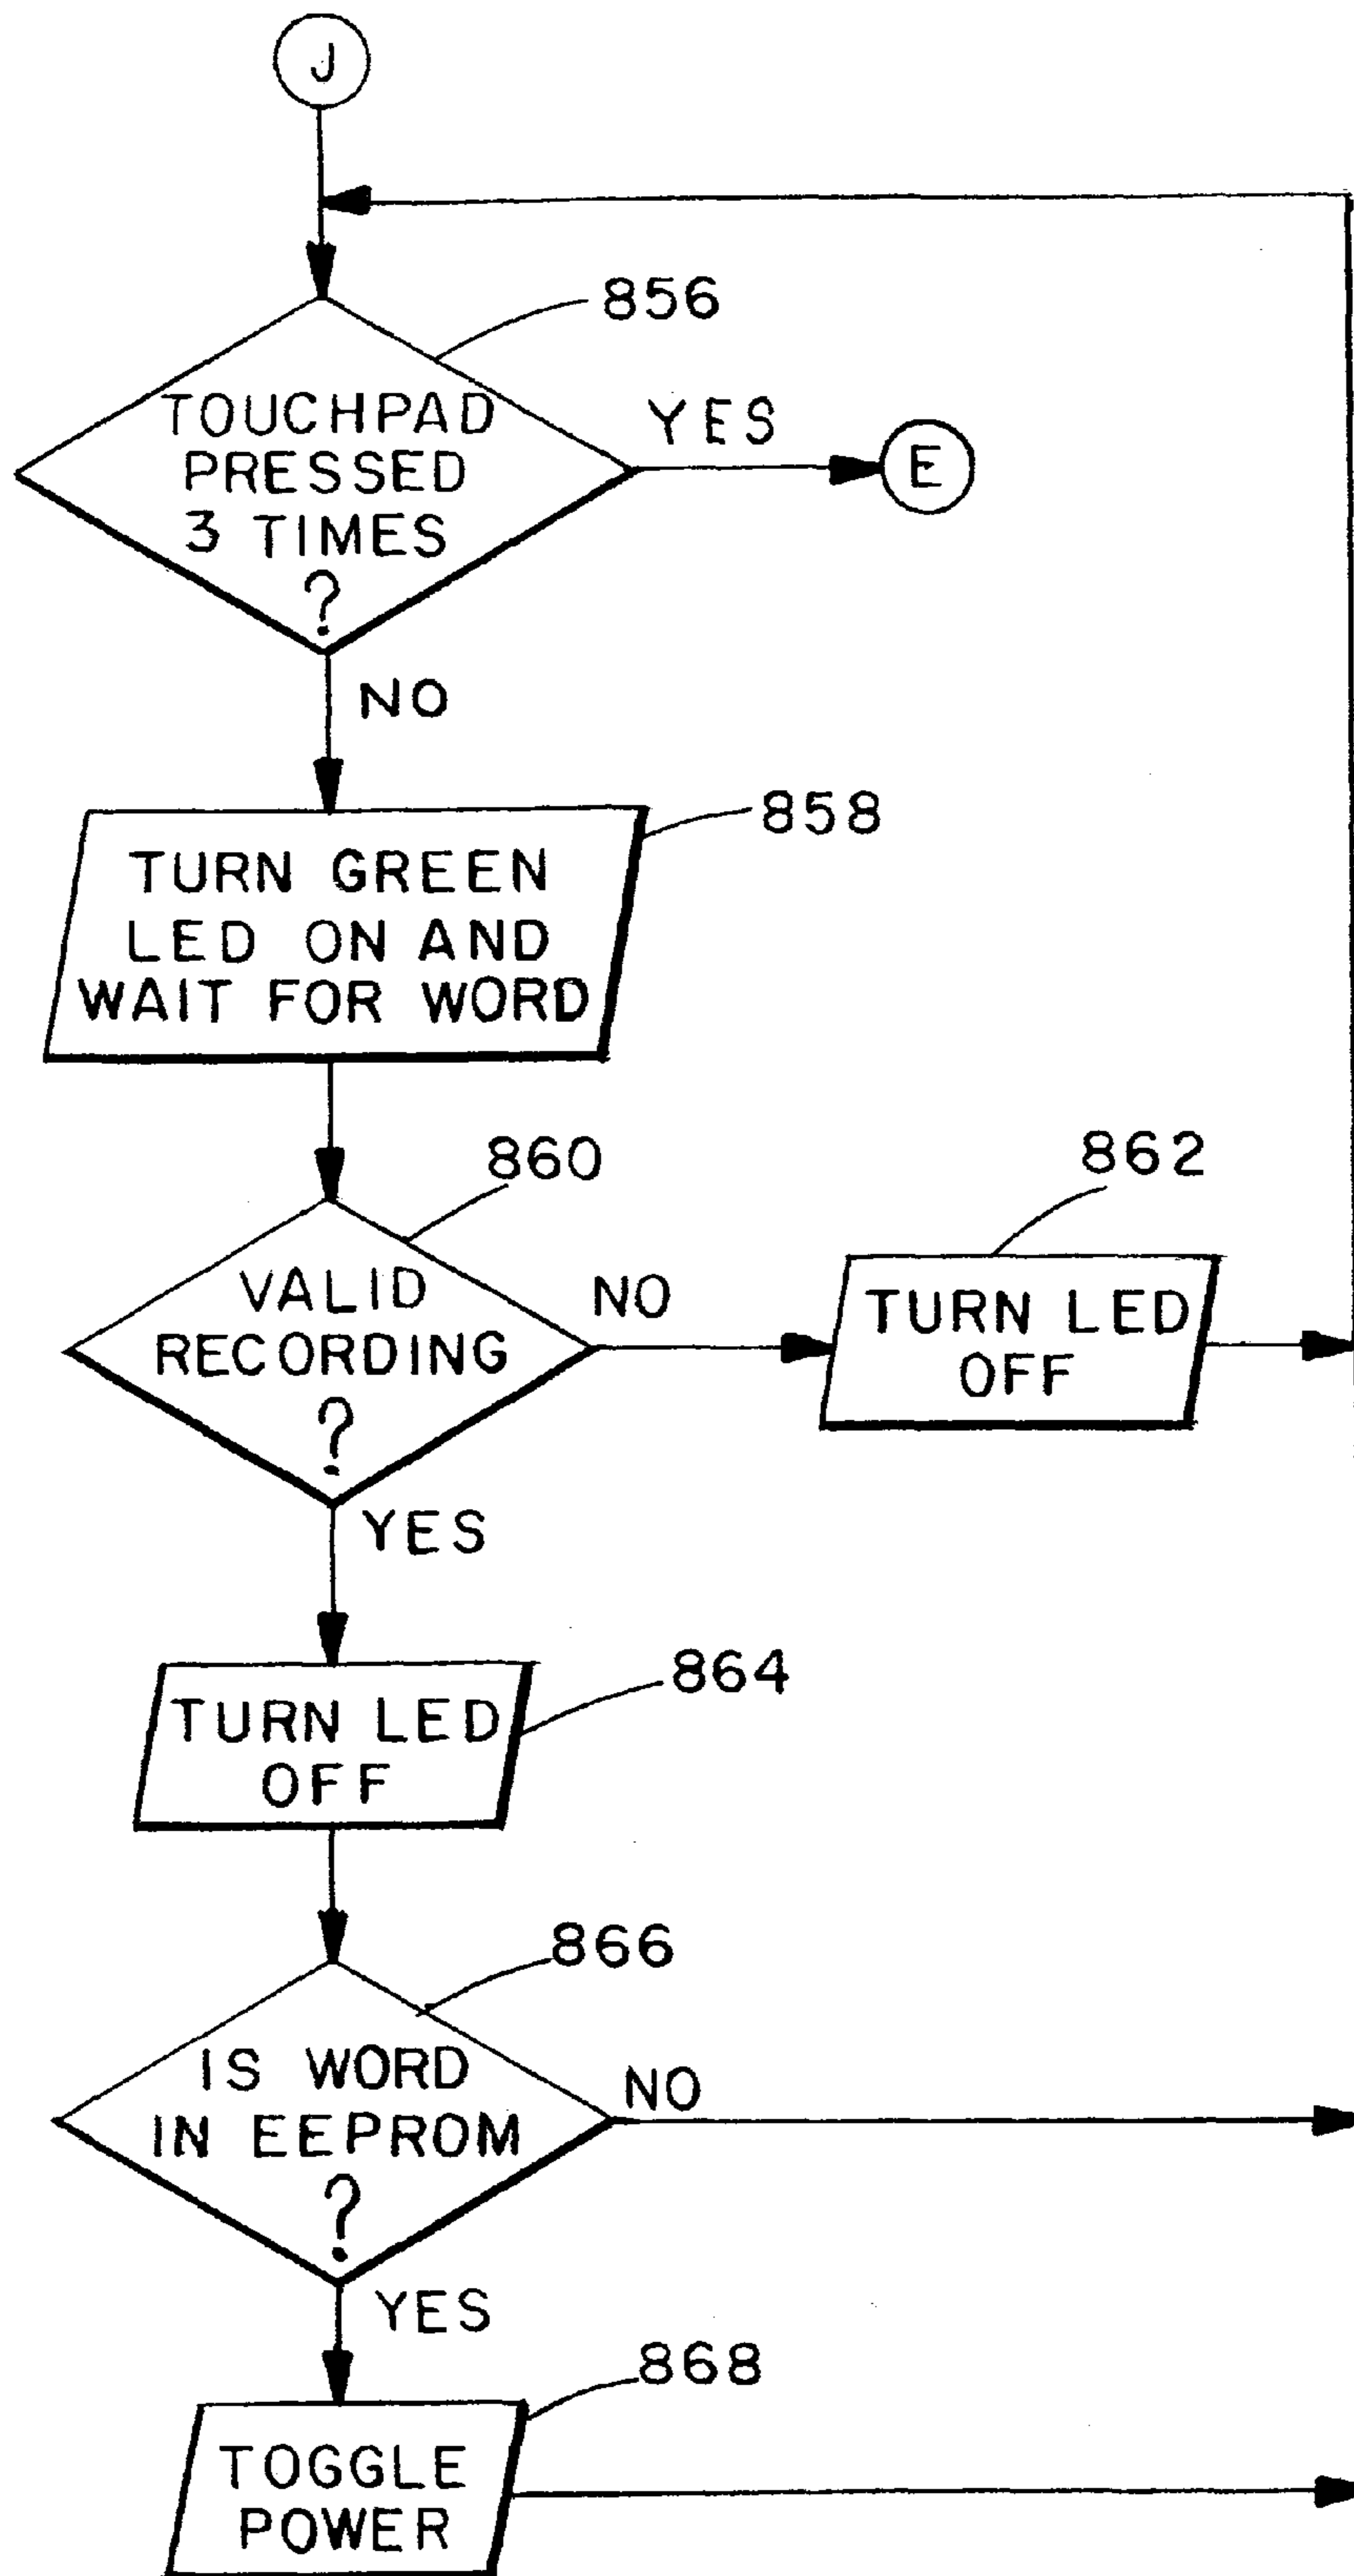 J
856
TOUCHPAD
PRESSED
3 TIMES
?
YES
E
NO
858
TURN GREEN
LED ON AND
WAIT FOR WORD
860
VALID
RECORDING
?
NO
862
TURN LED
OFF
YES
864
TURN LED
OFF
866
IS WORD
IN EEPROM
?
NO
YES
868
TOGGLE
POWER